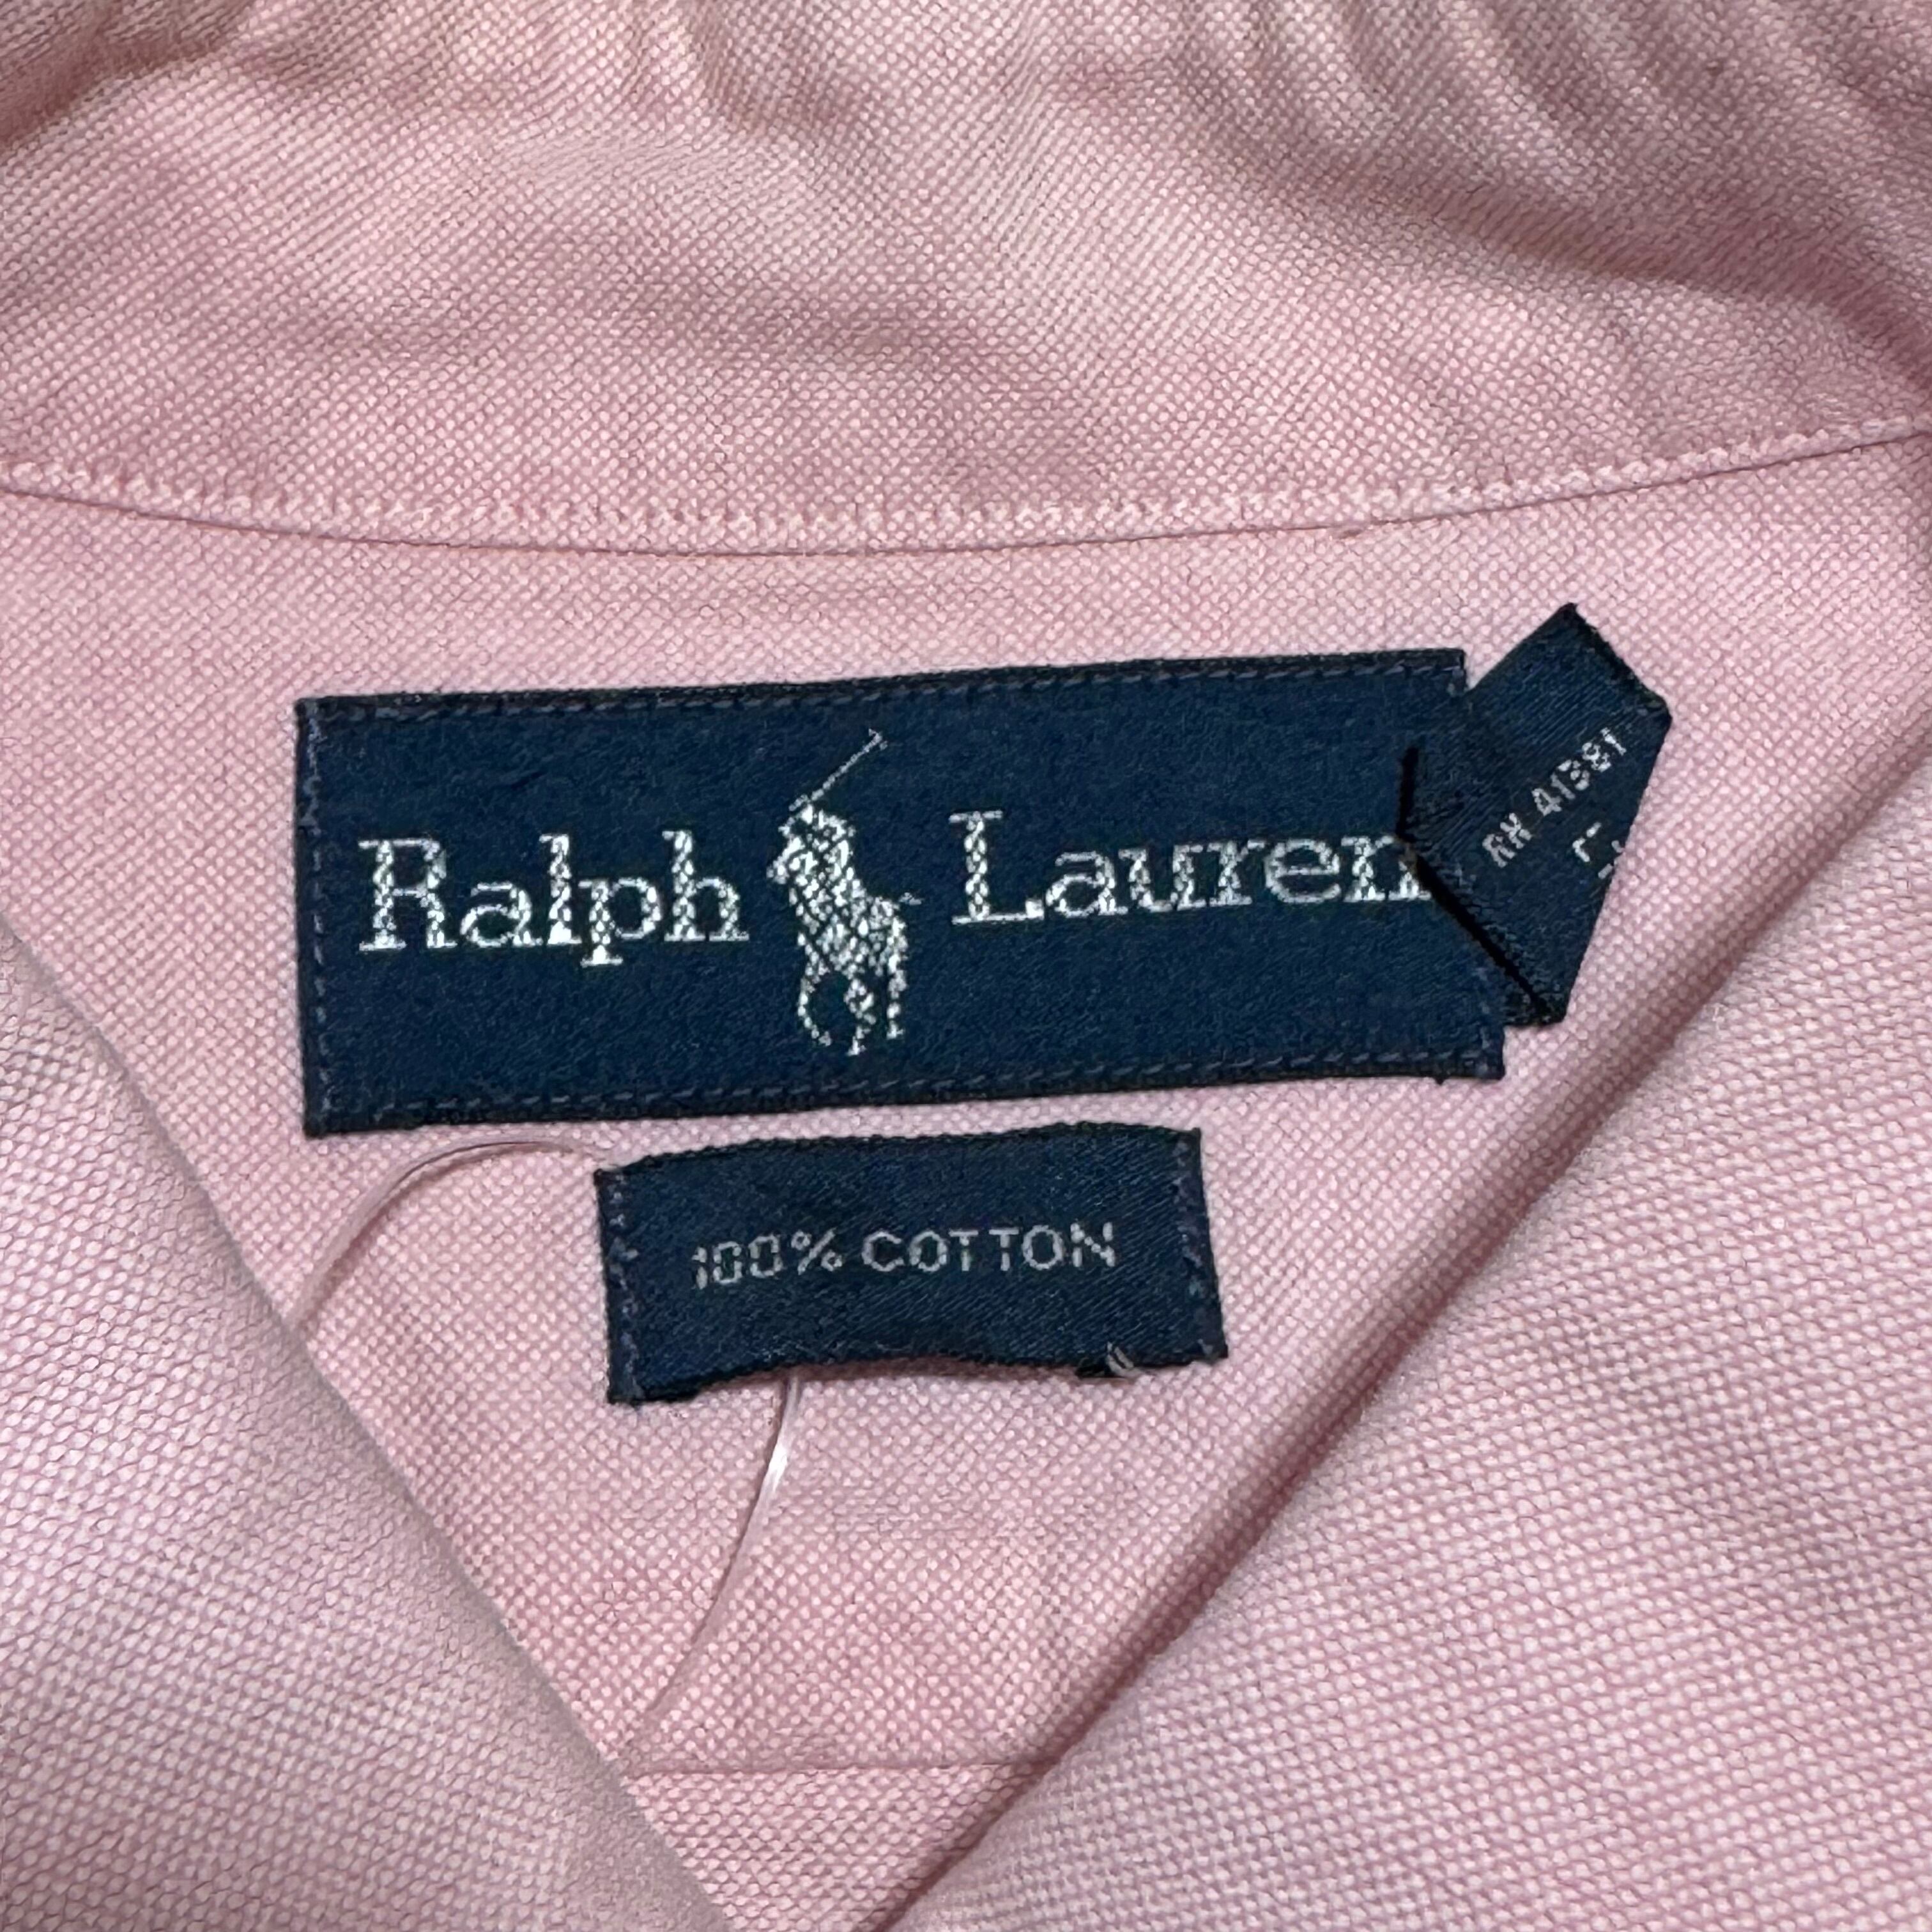 Ralph Lauren
RN 41381
100% COTTON